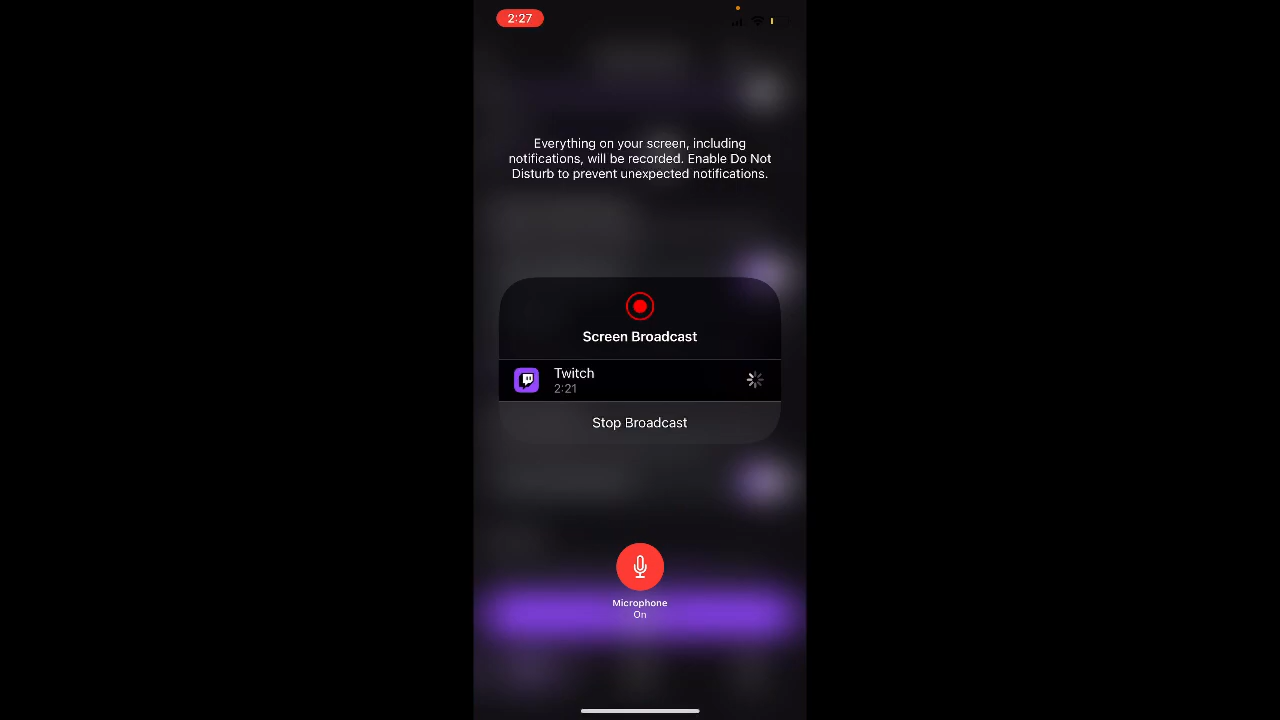 2:27
Everything on your screen, including
notifications, will be recorded. Enable Do Not
Disturb to prevent unexpected notifications.
Screen Broadcast
Twitch
2:21
Stop Broadcast
Microphone
On